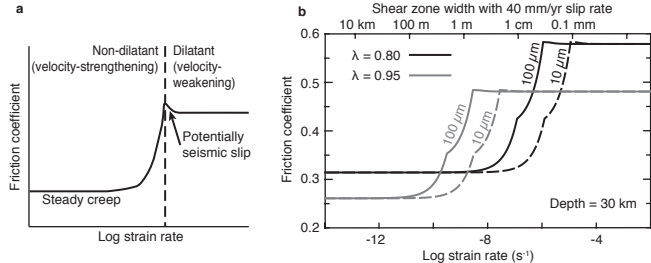 a
Non-dilatant
(velocity-strengthening)
Dilatant
(velocity-
weakening)
Potentially
seismic slip
Steady creep
Friction coefficient
Log strain rate
b
Shear zone width with 40 mm/yr slip rate
10 km 100 m 1 m 1 cm 0.1 mm
0.6
0.5
0.4
0.3
0.2
Friction coefficient
λ = 0.80
λ = 0.95
100 µm
10 µm
100 µm
10 µm
Depth = 30 km
-12 -8 -4
Log strain rate (s⁻¹)